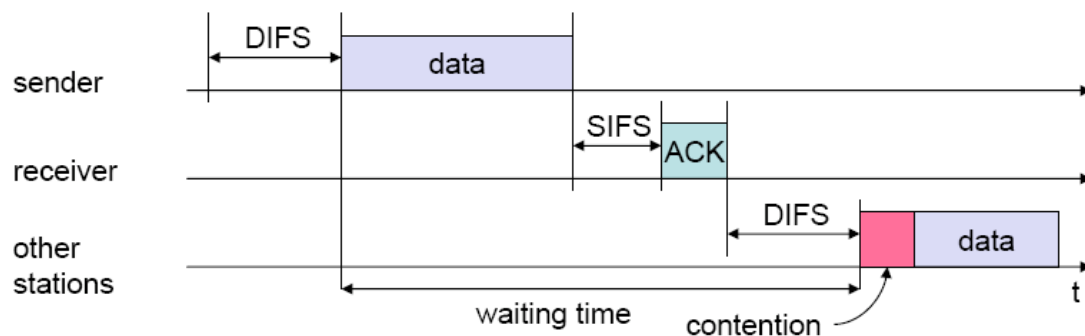 DIFS
data
sender
SIFS
ACK
receiver
DIFS
data
other
stations
t
waiting time
contention